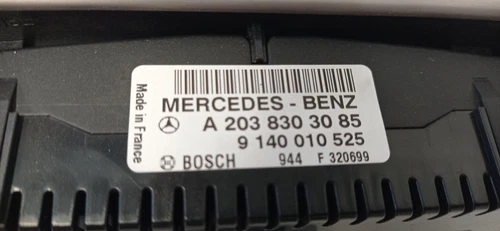 MERCEDES - BENZ
A 203 830 30 85
9 140 010 525
BOSCH 944 F 320699
Made in France